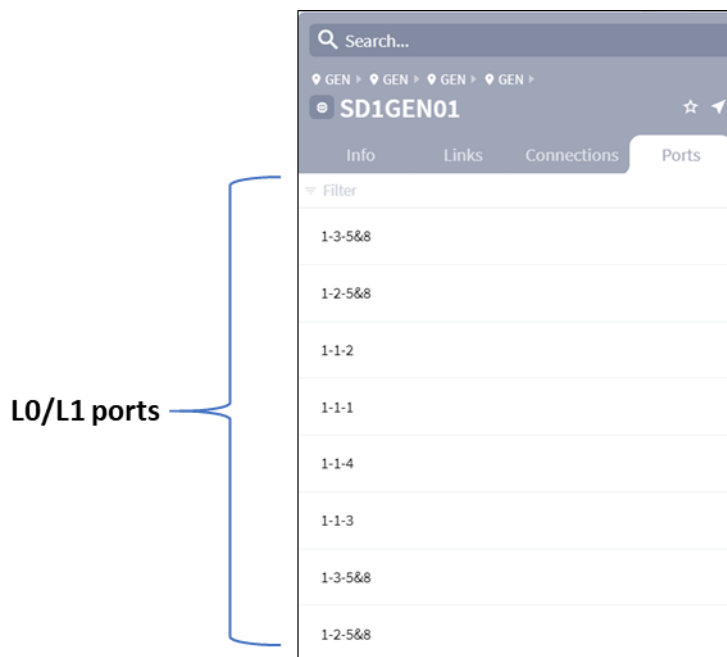 Search...
GEN GEN GEN GEN
SD1GEN01
Info Links Connections Ports
Filter
1-3-5&8
1-2-5&8
1-1-2
1-1-1
L0/L1 ports
1-1-4
1-1-3
1-3-5&8
1-2-5&8